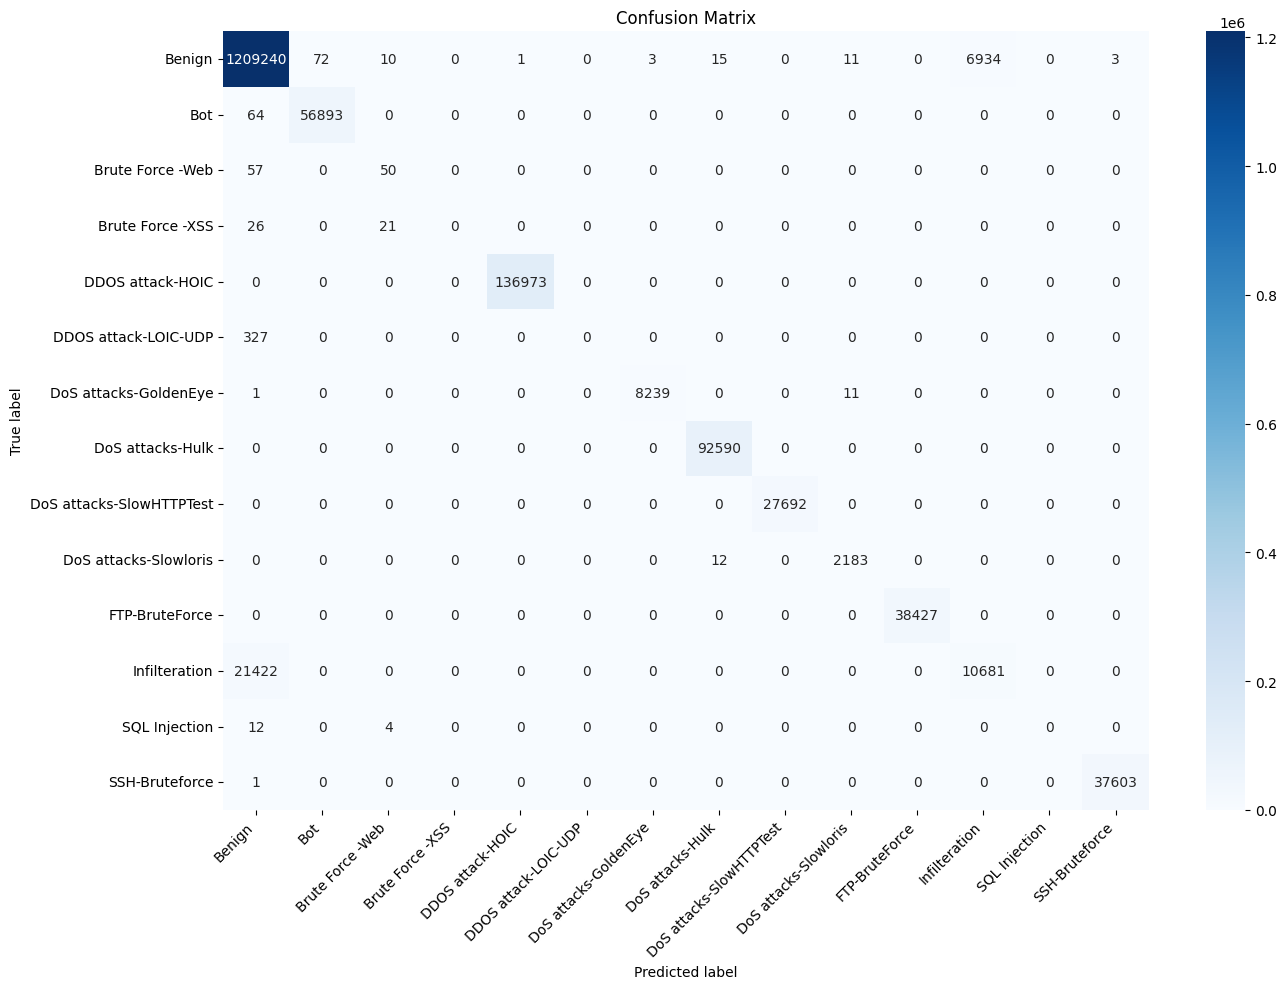 Confusion Matrix
1e6
Benign 1209240 72 10 0 1 0 3 15 0 11 0 6934 0 3
Bot 64 56893 0 0 0 0 0 0 0 0 0 0 0 0
Brute Force -Web 57 0 50 0 0 0 0 0 0 0 0 0 0 0
Brute Force -XSS 26 0 21 0 0 0 0 0 0 0 0 0 0 0
DDOS attack-HOIC 0 0 0 0 136973 0 0 0 0 0 0 0 0 0
DDOS attack-LOIC-UDP 327 0 0 0 0 0 0 0 0 0 0 0 0 0
DoS attacks-GoldenEye 1 0 0 0 0 0 8239 0 0 11 0 0 0 0
DoS attacks-Hulk 0 0 0 0 0 0 0 92590 0 0 0 0 0 0
DoS attacks-SlowHTTPTest 0 0 0 0 0 0 0 0 27692 0 0 0 0 0
DoS attacks-Slowloris 0 0 0 0 0 0 0 12 0 2183 0 0 0 0
FTP-BruteForce 0 0 0 0 0 0 0 0 0 0 38427 0 0 0
Infilteration 21422 0 0 0 0 0 0 0 0 0 0 10681 0 0
SQL Injection 12 0 4 0 0 0 0 0 0 0 0 0 0 0
SSH-Bruteforce 1 0 0 0 0 0 0 0 0 0 0 0 0 37603
True label
Benign
Bot
Brute Force -Web
Brute Force -XSS
DDOS attack-HOIC
DDOS attack-LOIC-UDP
DoS attacks-GoldenEye
DoS attacks-Hulk
DoS attacks-SlowHTTPTest
DoS attacks-Slowloris
FTP-BruteForce
Infilteration
SQL Injection
SSH-Bruteforce
Predicted label
1.2
1.0
0.8
0.6
0.4
0.2
0.0